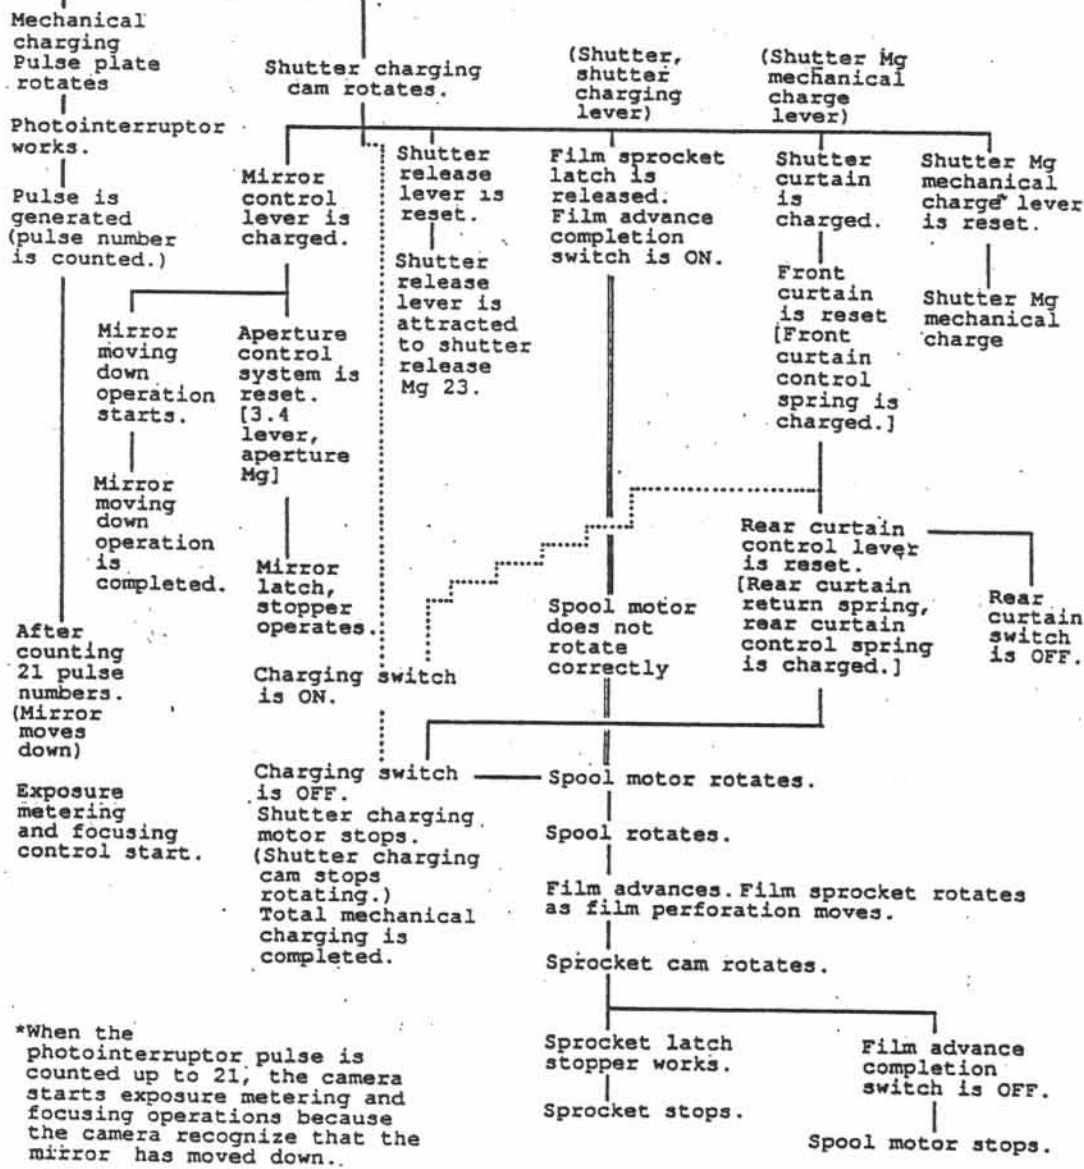 Mechanical
charging
Pulse plate
rotates
Photointerruptor
works.
Pulse is
generated
(pulse number
is counted.)
After
counting
21 pulse
numbers.
(Mirror
moves
down)
Exposure
metering
and focusing
control start.
Shutter charging
cam rotates.
(Shutter,
shutter
charging
lever)
(Shutter Mg
mechanical
charge
lever)
Mirror
control
lever is
charged.
Mirror
moving
down
operation
starts.
Mirror
moving
down
operation
is
completed.
Aperture
control
system is
reset.
[3.4
lever,
aperture
Mg]
Mirror
latch,
stopper
operates.
Shutter
release
lever is
reset.
Shutter
release
lever is
attracted
to shutter
release
Mg 23.
Film sprocket
latch is
released.
Film advance
completion
switch is ON.
Shutter
curtain
is
charged.
Front
curtain
is reset
[Front
curtain
control
spring is
charged.]
Shutter Mg
mechanical
charge lever
is reset.
Shutter Mg
mechanical
charge
Rear curtain
control lever
is reset.
[Rear curtain
return spring,
rear curtain
control spring
is charged.]
Rear
curtain
switch
is OFF.
Spool motor
does not
rotate
correctly
Charging switch
is ON.
Charging switch
is OFF.
Shutter charging
motor stops.
(Shutter charging
cam stops
rotating.)
Total mechanical
charging is
completed.
Spool motor rotates.
Spool rotates.
Film advances. Film sprocket rotates
as film perforation moves.
Sprocket cam rotates.
Sprocket latch
stopper works.
Sprocket stops.
Film advance
completion
switch is OFF.
Spool motor stops.
*When the
photointerruptor pulse is
counted up to 21, the camera
starts exposure metering and
focusing operations because
the camera recognize that the
mirror has moved down..